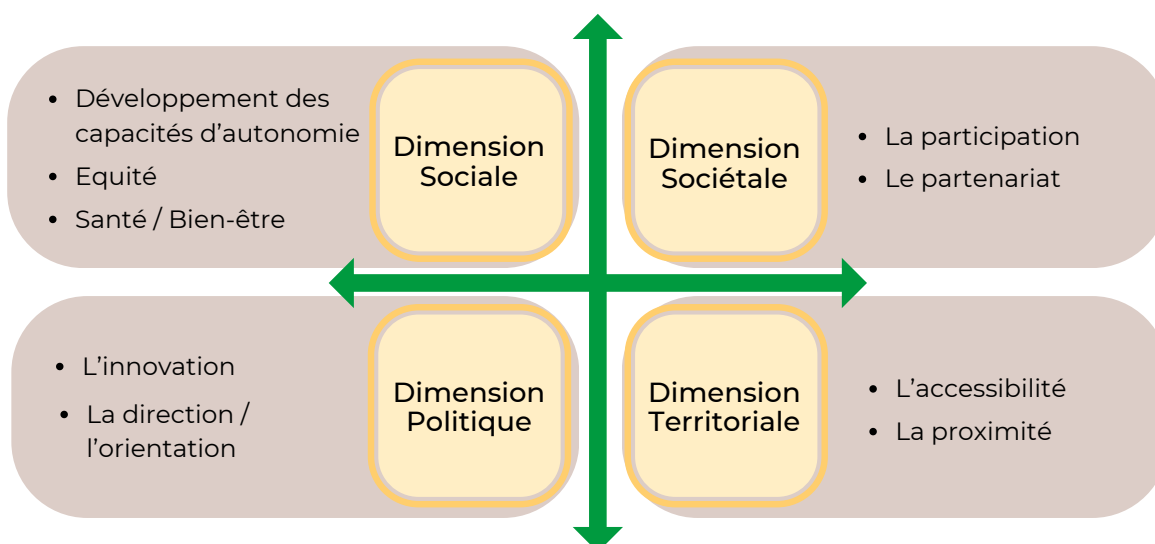 • Développement des
capacités d’autonomie
• Equité
• Santé / Bien-être
Dimension
Sociale
Dimension
Sociétale
• La participation
• Le partenariat
• L’innovation
• La direction /
l’orientation
Dimension
Politique
Dimension
Territoriale
• L’accessibilité
• La proximité